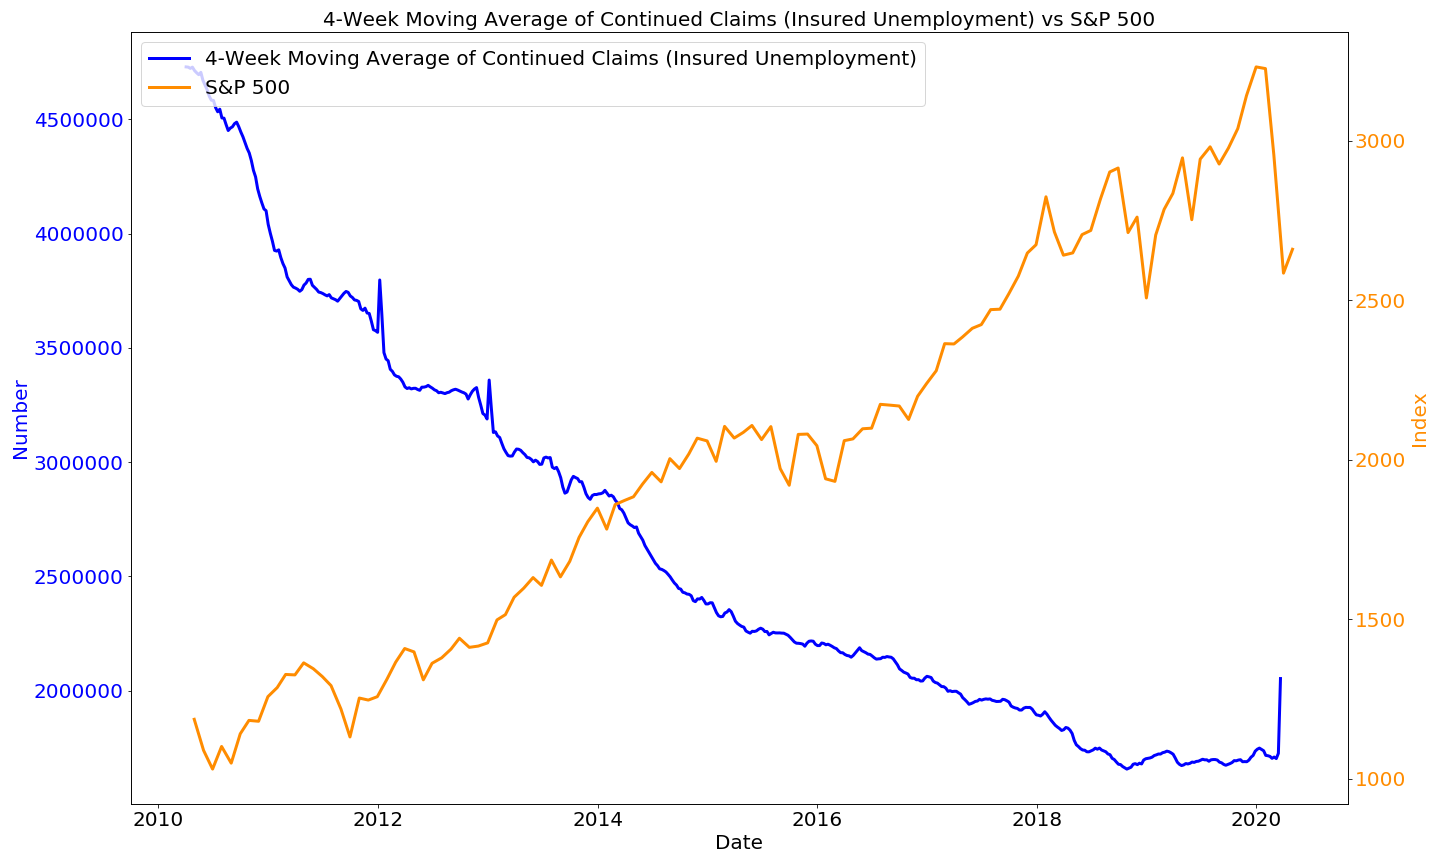 4-Week Moving Average of Continued Claims (Insured Unemployment) vs S&P 500
4-Week Moving Average of Continued Claims (Insured Unemployment)
S&P 500
4500000
4000000
3500000
3000000
2500000
2000000
Number
3000
2500
2000
1500
1000
Index
2010
2012
2014
2016
2018
2020
Date